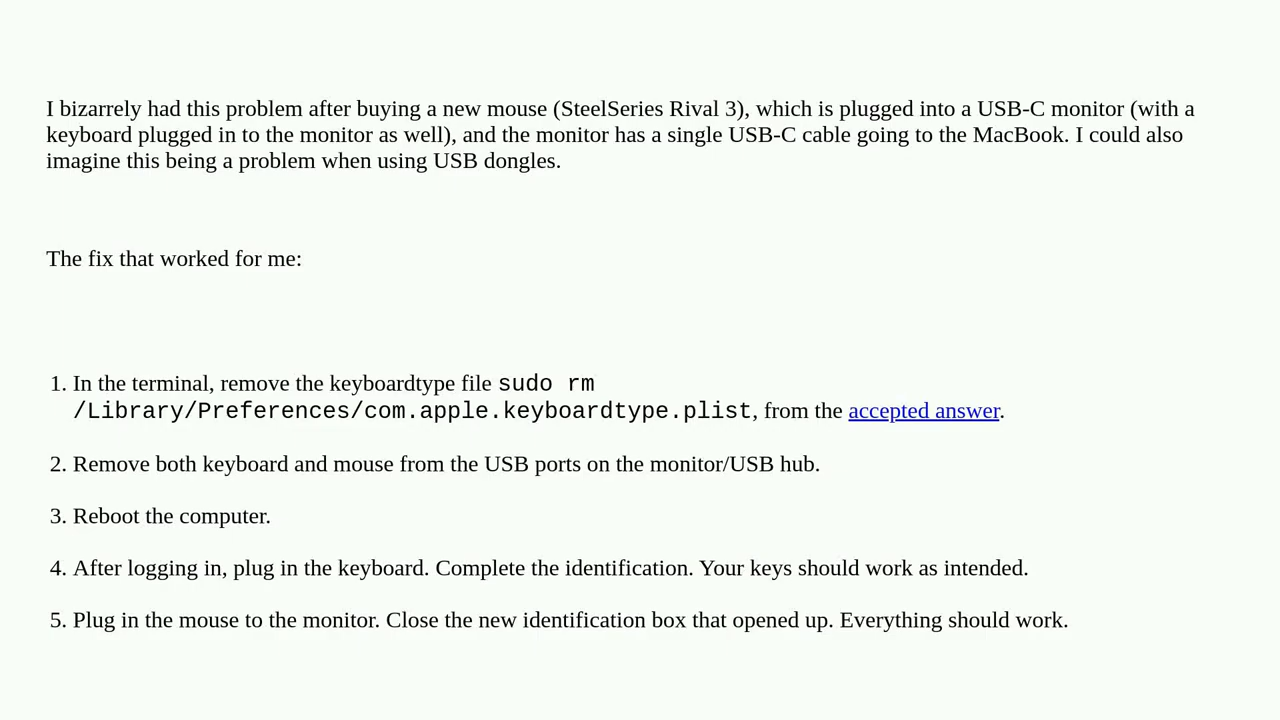 I bizarrely had this problem after buying a new mouse (SteelSeries Rival 3), which is plugged into a USB-C monitor (with a
keyboard plugged in to the monitor as well), and the monitor has a single USB-C cable going to the MacBook. I could also
imagine this being a problem when using USB dongles.
The fix that worked for me:
1. In the terminal, remove the keyboardtype file sudo rm
/Library/Preferences/com.apple.keyboardtype.plist, from the accepted answer.
2. Remove both keyboard and mouse from the USB ports on the monitor/USB hub.
3. Reboot the computer.
4. After logging in, plug in the keyboard. Complete the identification. Your keys should work as intended.
5. Plug in the mouse to the monitor. Close the new identification box that opened up. Everything should work.